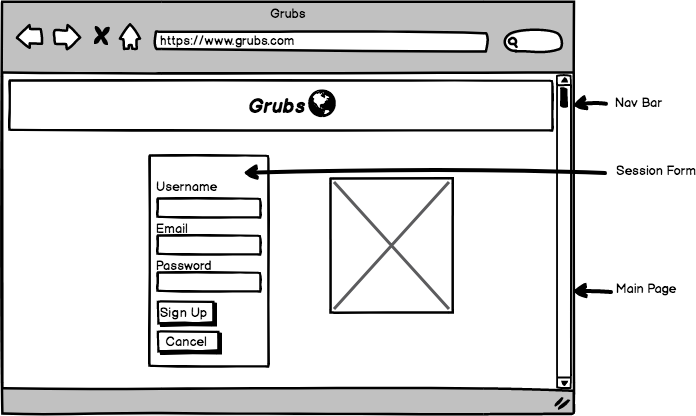 Grubs
https://www.grubs.com
Grubs
Nav Bar
Session Form
Username
Email
Password
Sign Up
Main Page
Cancel